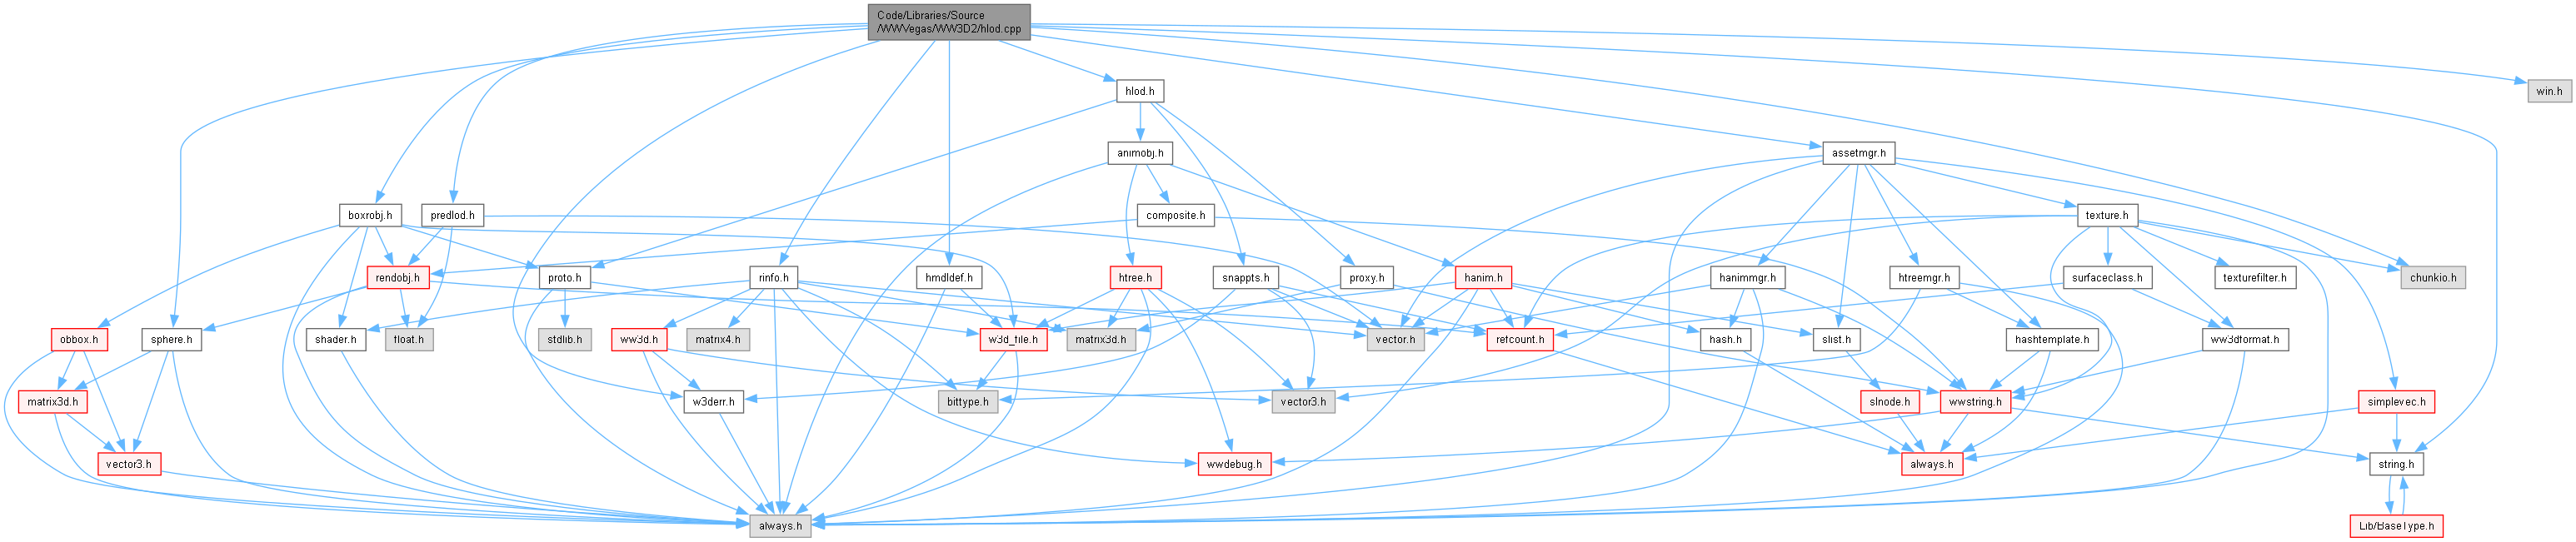 Code/Libraries/Source
/WWVegas/WW3D2/hlod.cpp
hlod.h
win.h
animobj.h
assetmgr.h
boxrobj.h
predlod.h
composite.h
texture.h
rendobj.h
proto.h
rinfo.h
hmdldef.h
htree.h
snappts.h
proxy.h
hanim.h
hanimmgr.h
htreemgr.h
surfaceclass.h
texturefilter.h
chunkio.h
obbox.h
sphere.h
shader.h
float.h
stdlib.h
ww3d.h
matrix4.h
w3d_file.h
matrix3d.h
vector.h
refcount.h
hash.h
slist.h
hashtemplate.h
ww3dformat.h
matrix3d.h
w3derr.h
bittype.h
vector3.h
slnode.h
wwstring.h
simplevec.h
vector3.h
wwdebug.h
always.h
string.h
always.h
Lib/BaseType.h